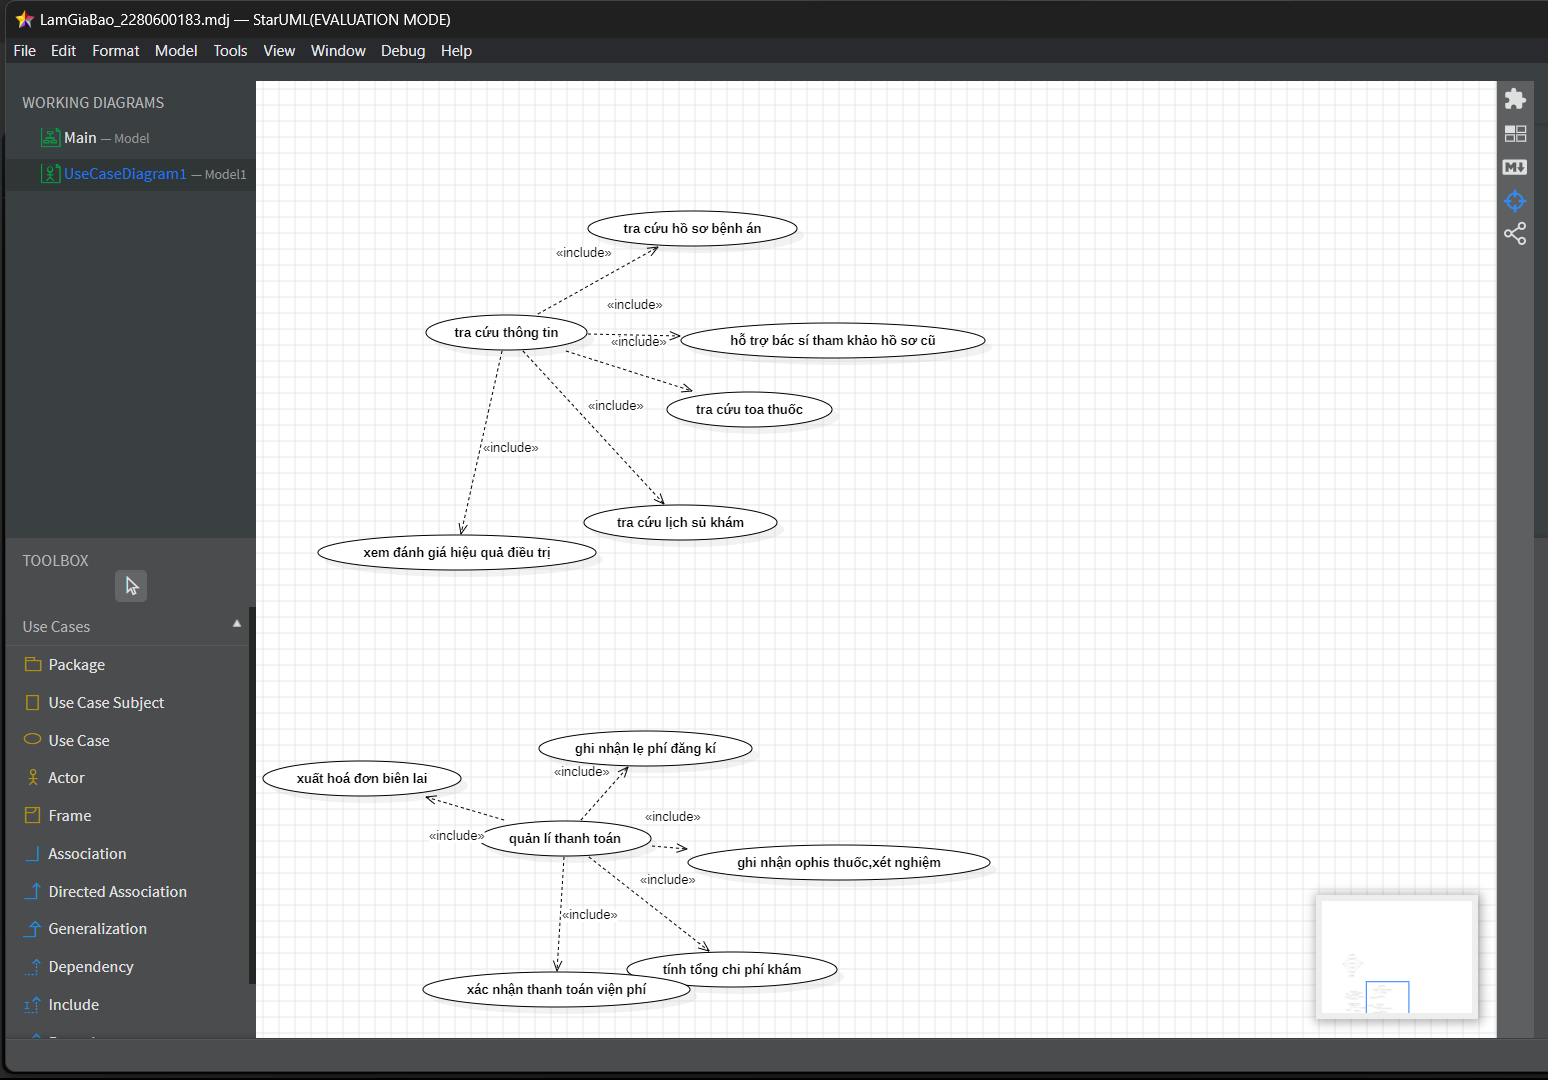 LamGiaBao_2280600183.mdj — StarUML(EVALUATION MODE)
File Edit Format Model Tools View Window Debug Help
WORKING DIAGRAMS
Main — Model
UseCaseDiagram1 — Model1
TOOLBOX
Use Cases
Package
Use Case Subject
Use Case
Actor
Frame
Association
Directed Association
Generalization
Dependency
Include
tra cứu hồ sơ bệnh án
«include»
«include»
tra cứu thông tin
hỗ trợ bác sí tham khảo hồ sơ cũ
«include»
«include»
tra cứu toa thuốc
«include»
tra cứu lịch sủ khám
xem đánh giá hiệu quả điều trị
ghi nhận lẹ phí đăng kí
«include»
xuất hoá đơn biên lai
«include»
«include»
quản lí thanh toán
ghi nhận ophis thuốc,xét nghiệm
«include»
«include»
tính tổng chi phí khám
xác nhận thanh toán viện phí
M